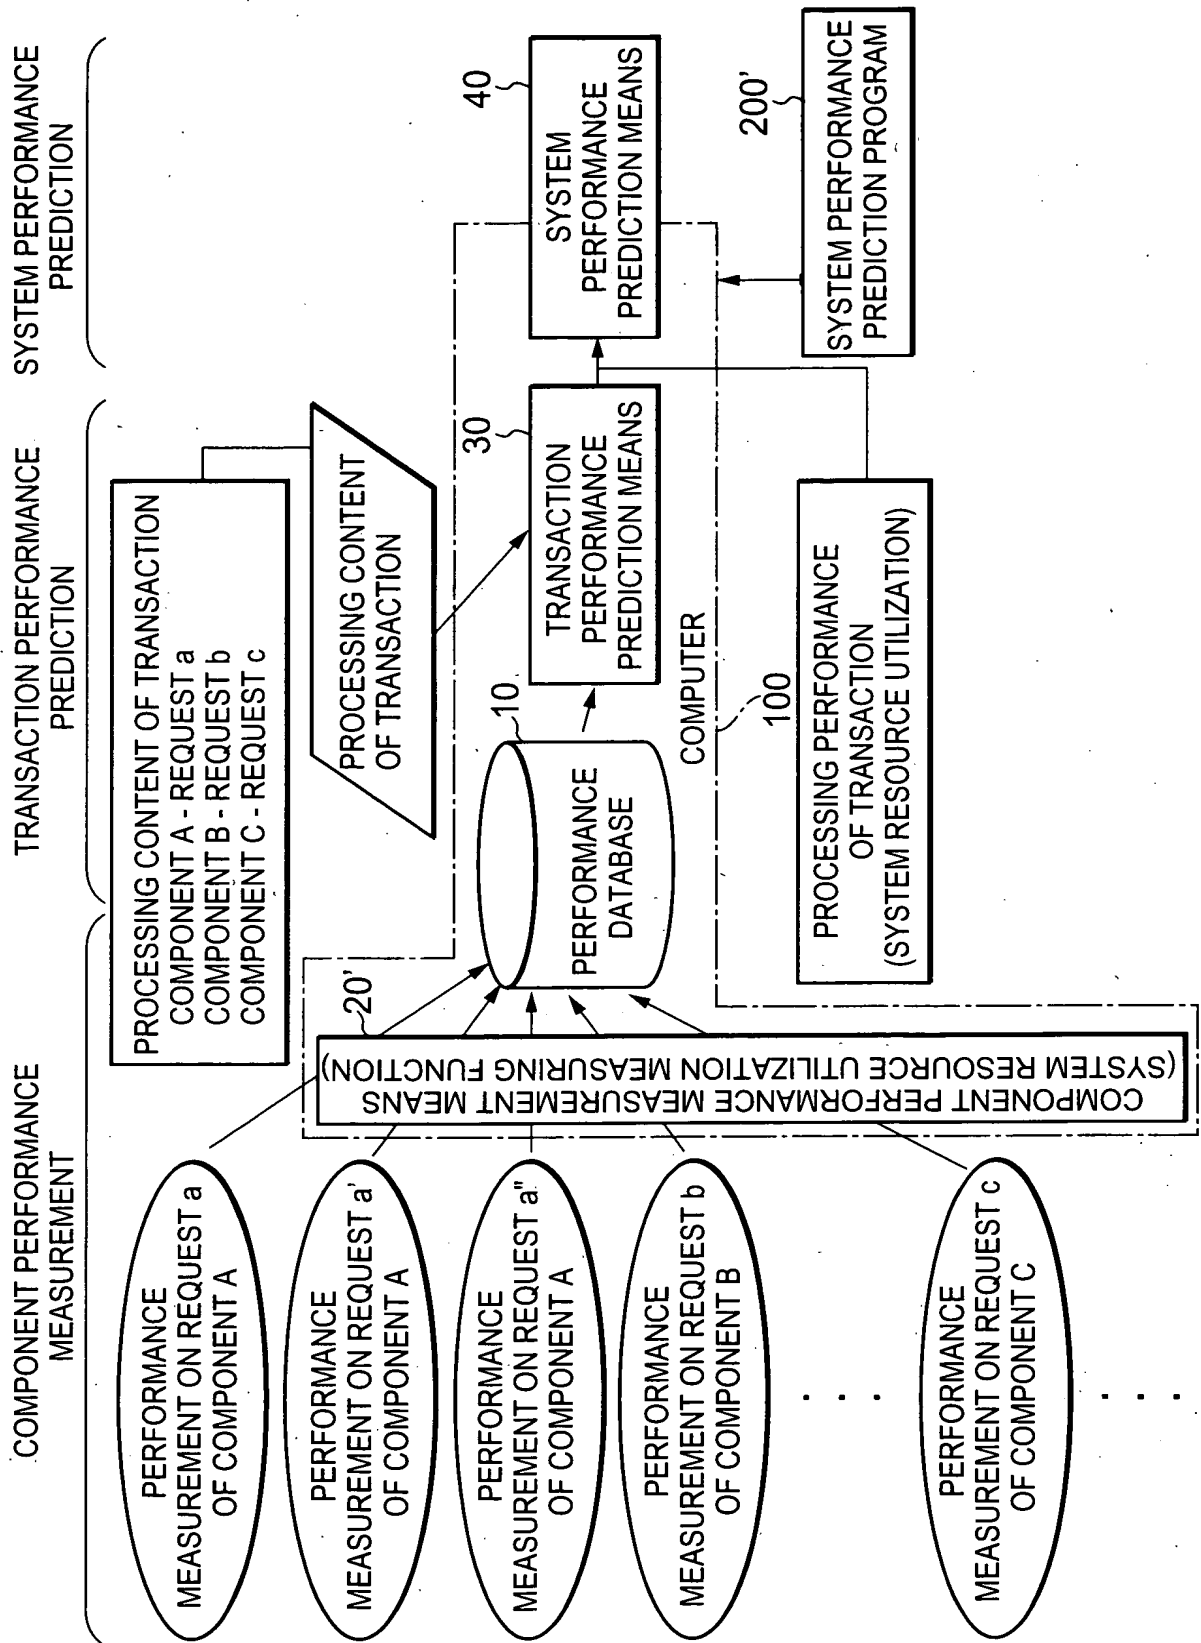 COMPONENT PERFORMANCE
MEASUREMENT
TRANSACTION PERFORMANCE
PREDICTION
SYSTEM PERFORMANCE
PREDICTION
PERFORMANCE
MEASUREMENT ON REQUEST a
OF COMPONENT A
PERFORMANCE
MEASUREMENT ON REQUEST a'
OF COMPONENT A
PERFORMANCE
MEASUREMENT ON REQUEST a"
OF COMPONENT A
PERFORMANCE
MEASUREMENT ON REQUEST b
OF COMPONENT B
. . .
PERFORMANCE
MEASUREMENT ON REQUEST c
OF COMPONENT C
. . .
20'
COMPONENT PERFORMANCE MEASUREMENT MEANS
(SYSTEM RESOURCE UTILIZATION MEASURING FUNCTION)
PROCESSING CONTENT OF TRANSACTION
COMPONENT A - REQUEST a
COMPONENT B - REQUEST b
COMPONENT C - REQUEST c
PROCESSING CONTENT
OF TRANSACTION
10
PERFORMANCE
DATABASE
30
TRANSACTION
PERFORMANCE
PREDICTION MEANS
COMPUTER
100
PROCESSING PERFORMANCE
OF TRANSACTION
(SYSTEM RESOURCE UTILIZATION)
40
SYSTEM
PERFORMANCE
PREDICTION MEANS
200'
SYSTEM PERFORMANCE
PREDICTION PROGRAM